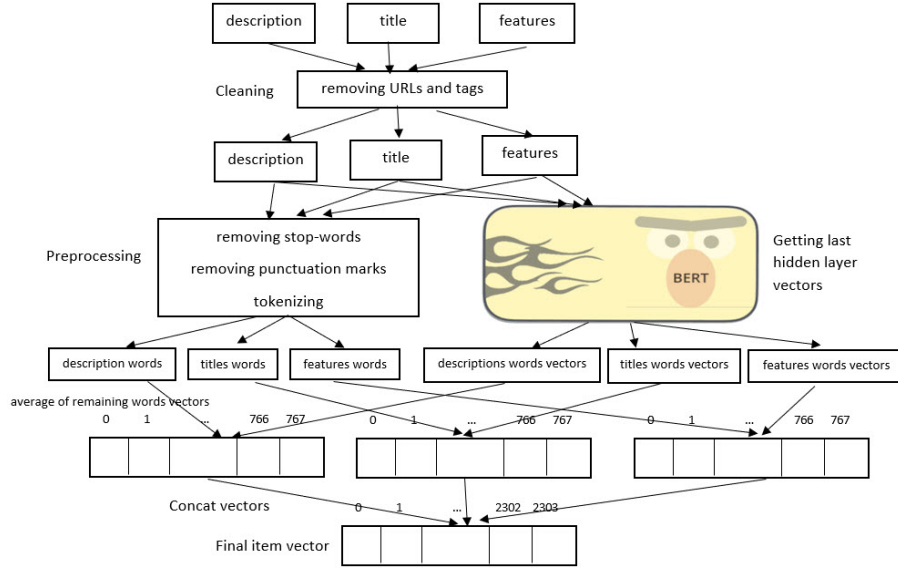 description title features
Cleaning removing URLs and tags
description title features
Preprocessing
removing stop-words
removing punctuation marks
tokenizing
BERT
Getting last
hidden layer
vectors
description words titles words features words descriptions words vectors titles words vectors features words vectors
average of remaining words vectors
0 1 ... 766 767 0 1 ... 766 767 0 1 ... 766 767
Concat vectors 0 1 ... 2302 2303
Final item vector